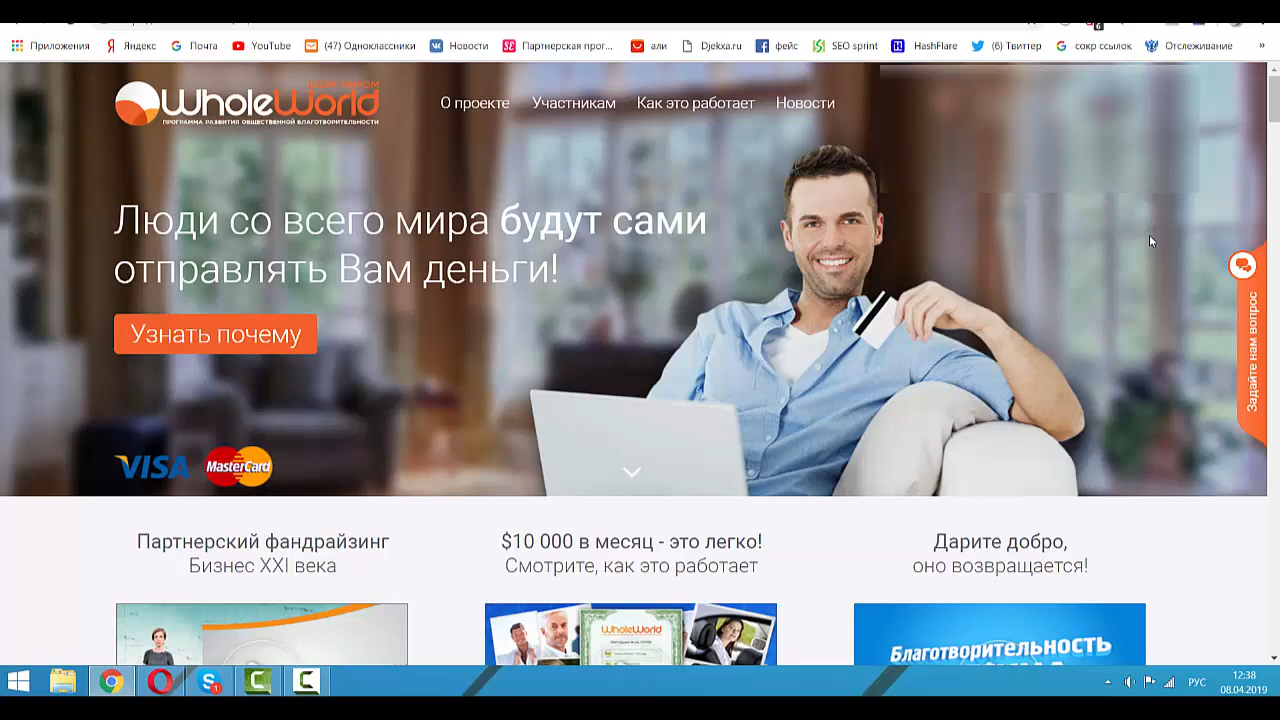 Приложения Яндекс Почта YouTube (47) Одноклассники Новости Партнерская прог... али Djekxa.ru фейс SEO sprint HashFlare (6) Твиттер сокр ссылок Отслеживание »
WholeWorld
ПРОГРАММА РАЗВИТИЯ ОБЩЕСТВЕННОЙ БЛАГОТВОРИТЕЛЬНОСТИ
О проекте Участникам Как это работает Новости
Люди со всего мира будут сами
отправлять Вам деньги!
Узнать почему
Задайте нам вопрос
VISA MasterCard
Партнерский фандрайзинг
Бизнес XXI века
$10 000 в месяц - это легко!
Смотрите, как это работает
Дарите добро,
оно возвращается!
WholeWorld
Благотворительность
РУС
12:38
08.04.2019